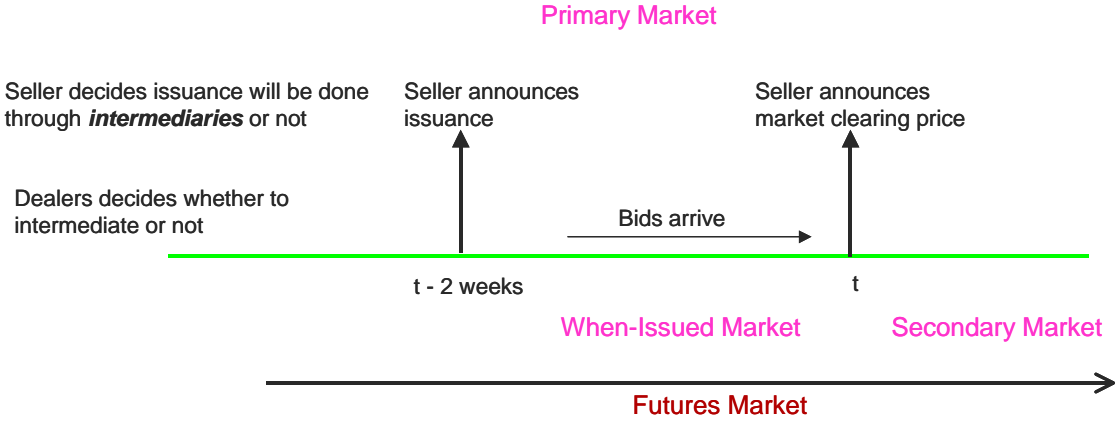 Primary Market
Seller decides issuance will be done
through intermediaries or not
Seller announces
issuance
Seller announces
market clearing price
Dealers decides whether to
intermediate or not
Bids arrive
t - 2 weeks
t
When-Issued Market
Secondary Market
Futures Market